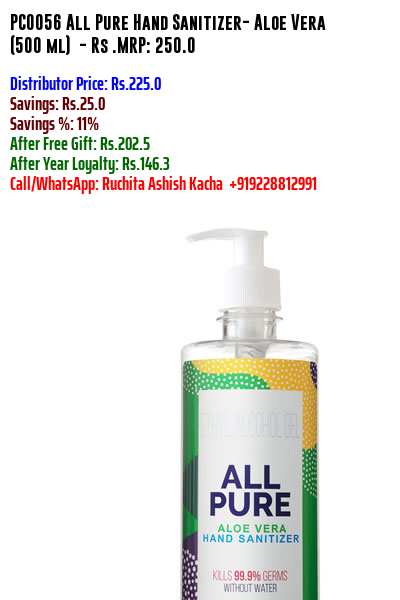 PC0056 All Pure Hand Sanitizer- Aloe Vera
(500 ml) - Rs .MRP: 250.0
Distributor Price: Rs.225.0
Savings: Rs.25.0
Savings %: 11%
After Free Gift: Rs.202.5
After Year Loyalty: Rs.146.3
Call/WhatsApp: Ruchita Ashish Kacha +919228812991
ETHYL ALCOHOL GEL
ALL
PURE
ALOE VERA
HAND SANITIZER
KILLS 99.9% GERMS
WITHOUT WATER